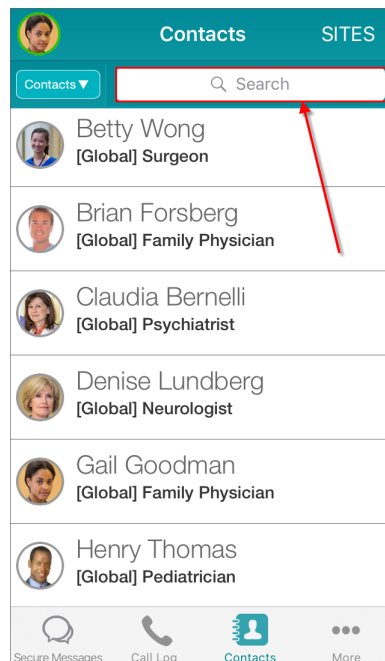 Contacts SITES
Contacts ▼ Search
Betty Wong
[Global] Surgeon
Brian Forsberg
[Global] Family Physician
Claudia Bernelli
[Global] Psychiatrist
Denise Lundberg
[Global] Neurologist
Gail Goodman
[Global] Family Physician
Henry Thomas
[Global] Pediatrician
Secure Messages Call Log Contacts More